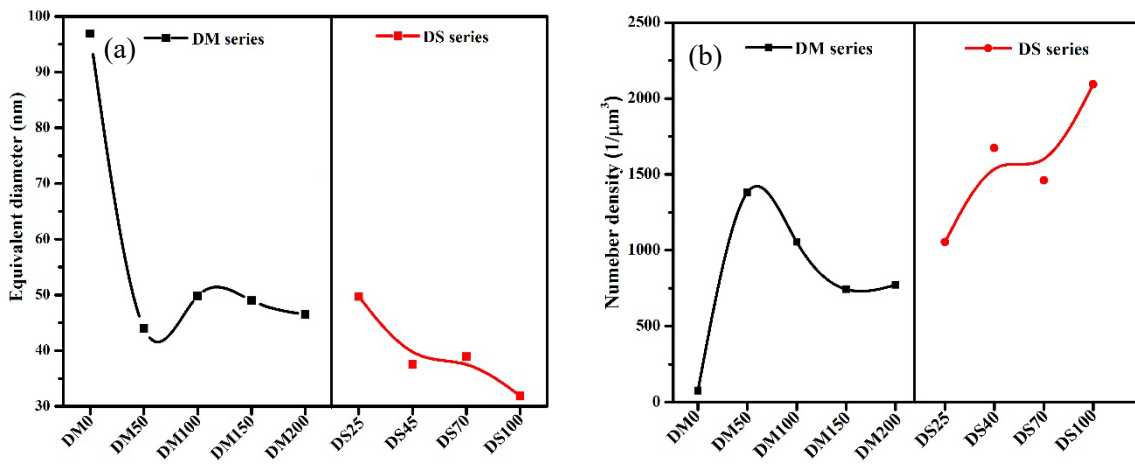 (a)
DM series
DS series
Equivalent diameter (nm)
100
90
80
70
60
50
40
30
DM0
DM50
DM100
DM150
DM200
DS25
DS45
DS70
DS100
(b)
DM series
DS series
Numeber density (1/μm³)
2500
2000
1500
1000
500
0
DM0
DM50
DM100
DM150
DM200
DS25
DS40
DS70
DS100